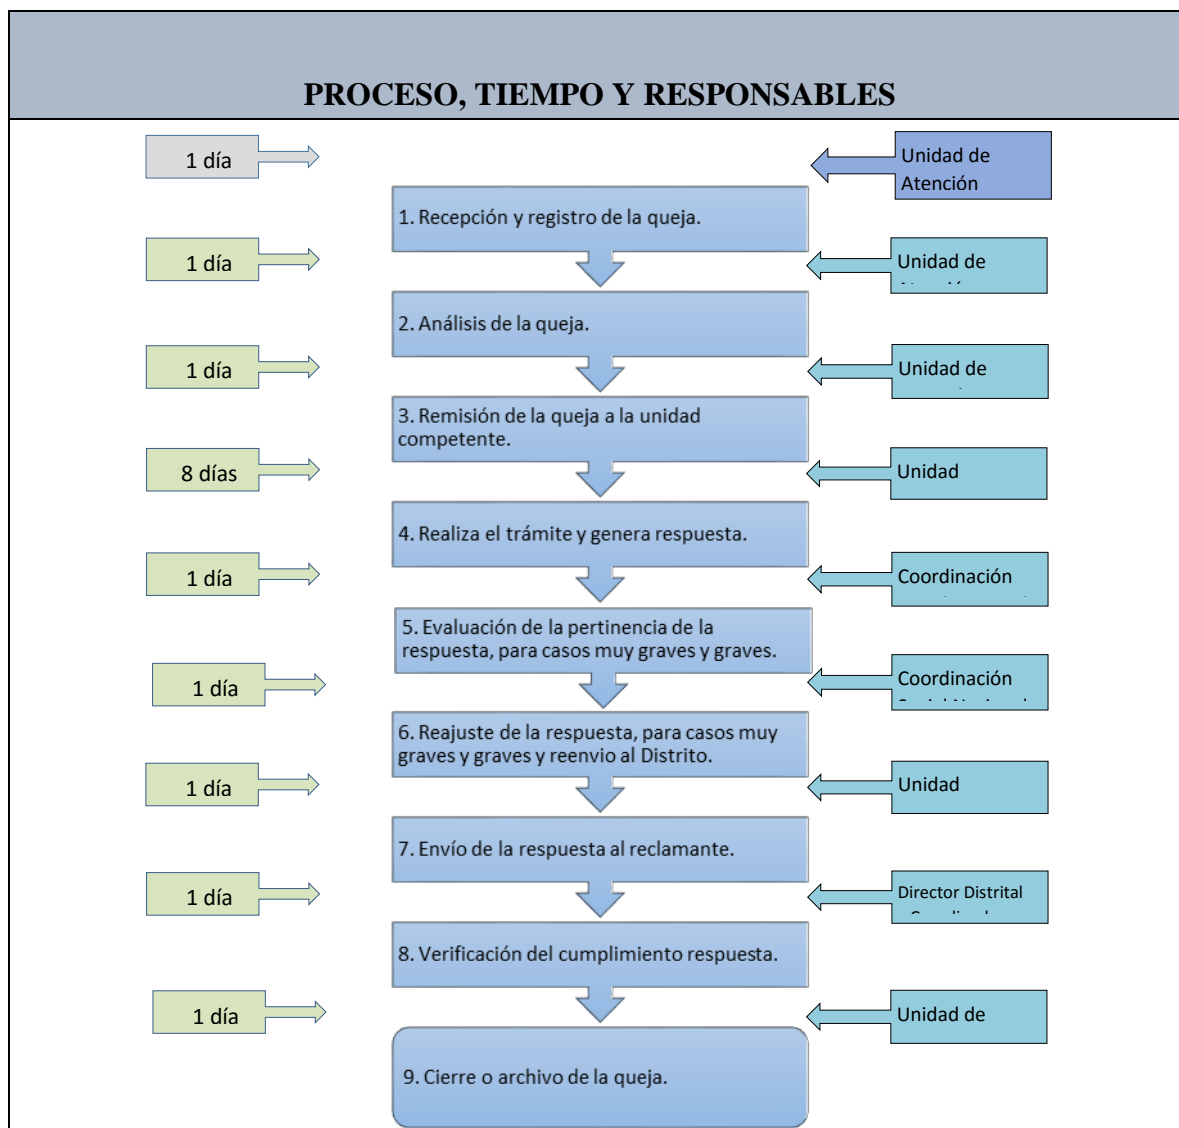 PROCESO, TIEMPO Y RESPONSABLES
1 día
Unidad de
Atención
1. Recepción y registro de la queja.
1 día
Unidad de
2. Análisis de la queja.
1 día
Unidad de
3. Remisión de la queja a la unidad
competente.
8 días
Unidad
4. Realiza el trámite y genera respuesta.
1 día
Coordinación
5. Evaluación de la pertinencia de la
respuesta, para casos muy graves y graves.
1 día
Coordinación
6. Reajuste de la respuesta, para casos muy
graves y graves y reenvio al Distrito.
1 día
Unidad
7. Envío de la respuesta al reclamante.
1 día
Director Distrital
8. Verificación del cumplimiento respuesta.
1 día
Unidad de
9. Cierre o archivo de la queja.